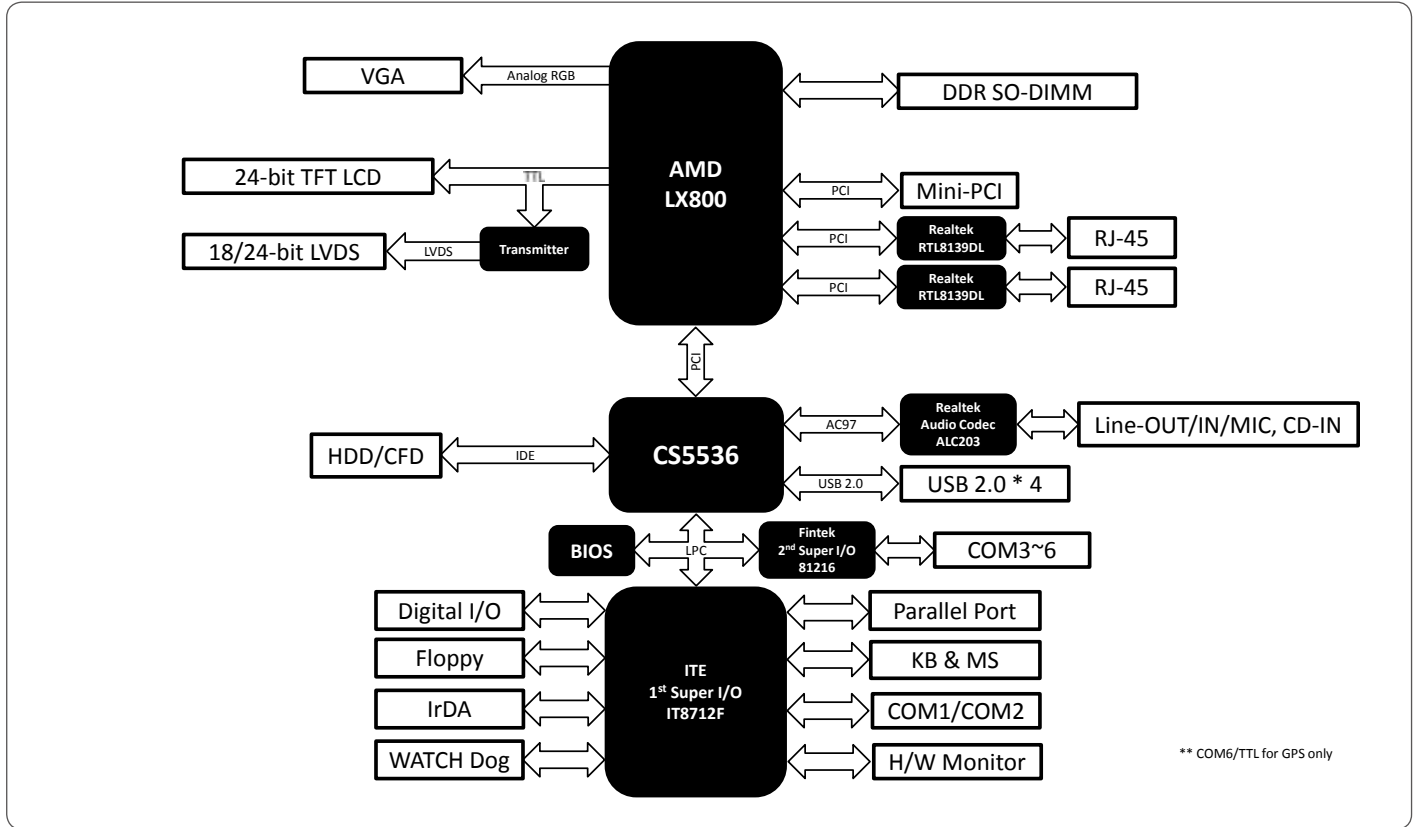 VGA
Analog RGB
DDR SO-DIMM
24-bit TFT LCD
TTL
AMD
LX800
PCI
Mini-PCI
18/24-bit LVDS
LVDS
Transmitter
PCI
Realtek
RTL8139DL
RJ-45
PCI
Realtek
RTL8139DL
RJ-45
PCI
HDD/CFD
IDE
CS5536
AC97
Realtek
Audio Codec
ALC203
Line-OUT/IN/MIC, CD-IN
USB 2.0
USB 2.0 * 4
BIOS
LPC
Fintek
2nd Super I/O
81216
COM3~6
Digital I/O
Floppy
IrDA
WATCH Dog
ITE
1st Super I/O
IT8712F
Parallel Port
KB & MS
COM1/COM2
H/W Monitor
** COM6/TTL for GPS only